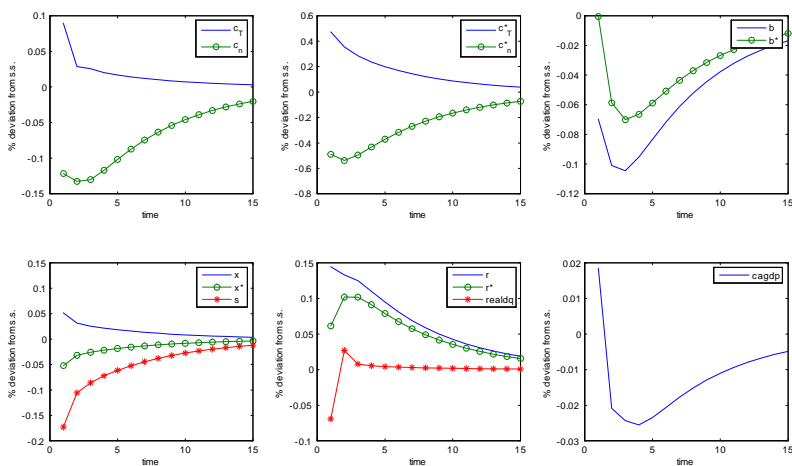 0.1
0.05
0
-0.05
-0.1
-0.15
0
5
10
15
time
% deviation from s.s.
c_T
c_n
0.6
0.4
0.2
0
-0.2
-0.4
-0.6
-0.8
0
5
10
15
time
% deviation from s.s.
c*_T
c*_n
0
-0.02
-0.04
-0.06
-0.08
-0.1
-0.12
0
5
10
15
time
% deviation from s.s.
b
b*
0.15
0.1
0.05
0
-0.05
-0.1
-0.15
-0.2
0
5
10
15
time
% deviation from s.s.
x
x*
s
0.15
0.1
0.05
0
-0.05
-0.1
0
5
10
15
time
% deviation from s.s.
r
r*
realdq
0.02
0.01
0
-0.01
-0.02
-0.03
0
5
10
15
time
% deviation from s.s.
cagdp